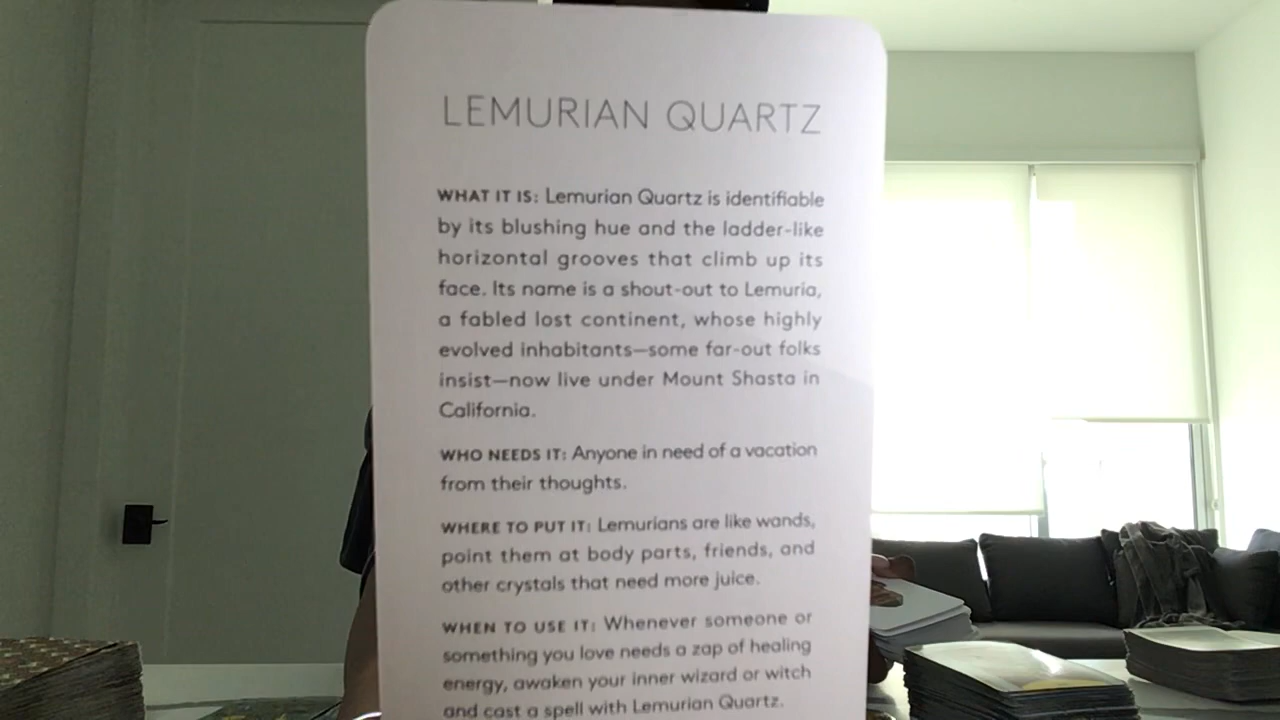 LEMURIAN QUARTZ
WHAT IT IS: Lemurian Quartz is identifiable
by its blushing hue and the ladder-like
horizontal grooves that climb up its
face. Its name is a shout-out to Lemuria,
a fabled lost continent, whose highly
evolved inhabitants—some far-out folks
insist—now live under Mount Shasta in
California.
WHO NEEDS IT: Anyone in need of a vacation
from their thoughts.
WHERE TO PUT IT: Lemurians are like wands,
point them at body parts, friends, and
other crystals that need more juice.
WHEN TO USE IT: Whenever someone or
something you love needs a zap of healing
energy, awaken your inner wizard or witch
and cast a spell with Lemurian Quartz.